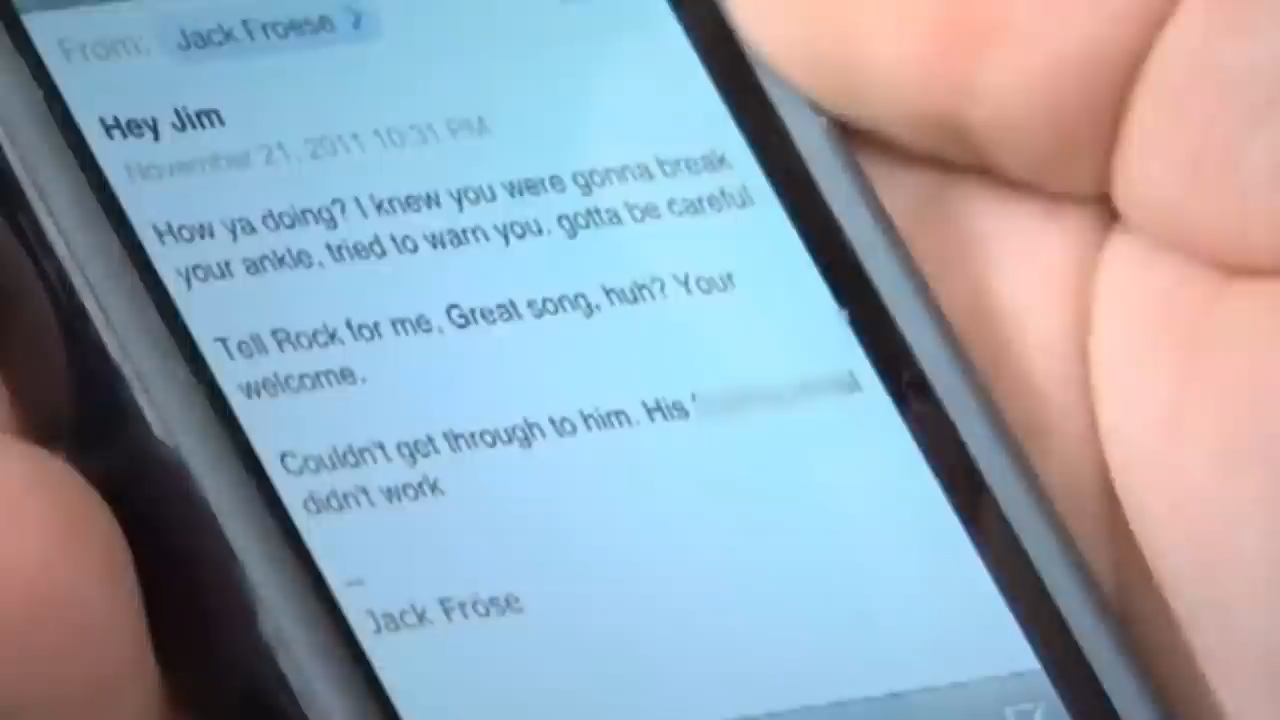 From: Jack Froese >
Hey Jim
November 21, 2011 10:31 PM
How ya doing? I knew you were gonna break
your ankle, tried to warn you, gotta be careful
Tell Rock for me, Great song, huh? Your
welcome.
Couldn't get through to him. His '
didn't work
--
Jack Fröse